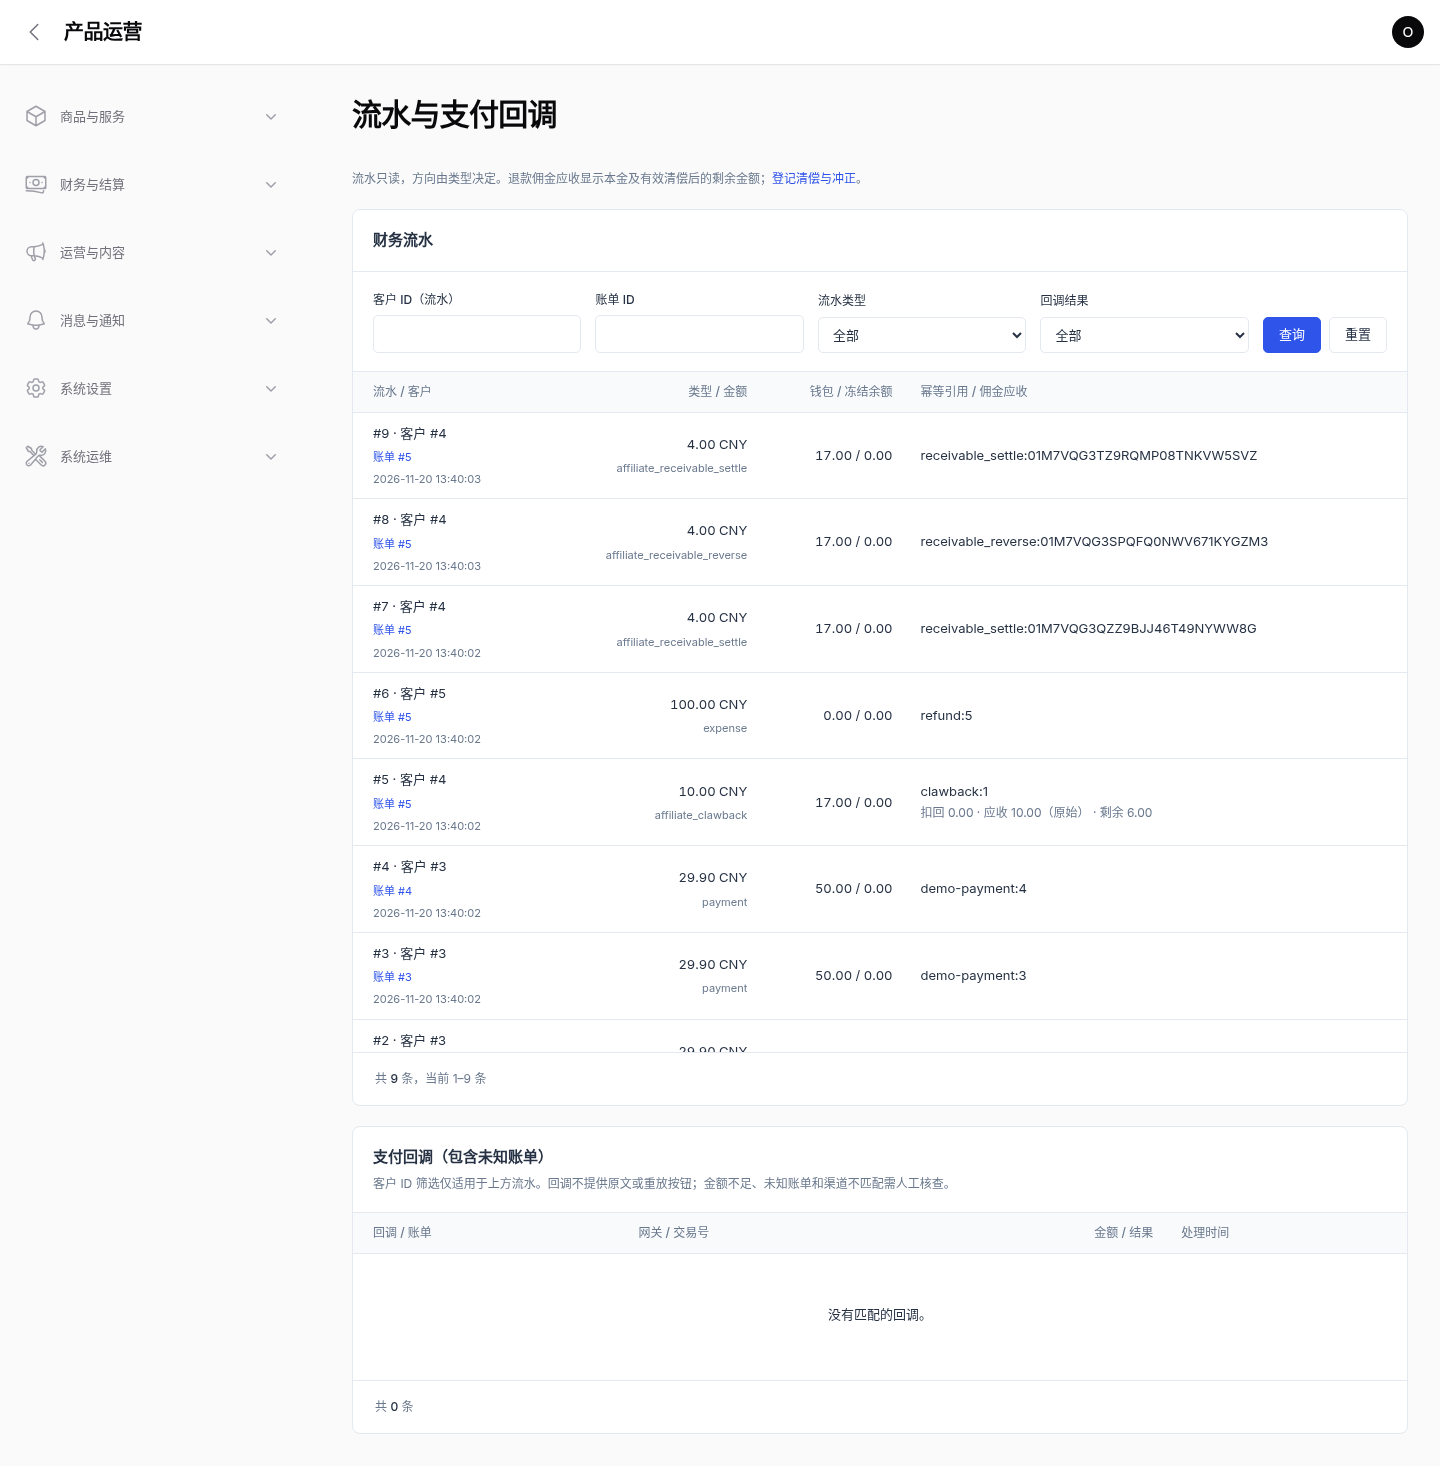 产品运营
O
商品与服务
财务与结算
运营与内容
消息与通知
系统设置
系统运维
流水与支付回调
流水只读，方向由类型决定。退款佣金应收显示本金及有效清偿后的剩余金额；登记清偿与冲正。
财务流水
客户 ID（流水） 账单 ID 流水类型 回调结果
全部 全部 查询 重置
流水 / 客户 类型 / 金额 钱包 / 冻结余额 幂等引用 / 佣金应收
#9 · 客户 #4
账单 #5
2026-11-20 13:40:03
4.00 CNY
affiliate_receivable_settle
17.00 / 0.00
receivable_settle:01M7VQG3TZ9RQMP08TNKVW5SVZ
#8 · 客户 #4
账单 #5
2026-11-20 13:40:03
4.00 CNY
affiliate_receivable_reverse
17.00 / 0.00
receivable_reverse:01M7VQG3SPQFQ0NWV671KYGZM3
#7 · 客户 #4
账单 #5
2026-11-20 13:40:02
4.00 CNY
affiliate_receivable_settle
17.00 / 0.00
receivable_settle:01M7VQG3QZZ9BJJ46T49NYWW8G
#6 · 客户 #5
账单 #5
2026-11-20 13:40:02
100.00 CNY
expense
0.00 / 0.00
refund:5
#5 · 客户 #4
账单 #5
2026-11-20 13:40:02
10.00 CNY
affiliate_clawback
17.00 / 0.00
clawback:1
扣回 0.00 · 应收 10.00（原始） · 剩余 6.00
#4 · 客户 #3
账单 #4
2026-11-20 13:40:02
29.90 CNY
payment
50.00 / 0.00
demo-payment:4
#3 · 客户 #3
账单 #3
2026-11-20 13:40:02
29.90 CNY
payment
50.00 / 0.00
demo-payment:3
#2 · 客户 #3
29.90 CNY
共 9 条，当前 1–9 条
支付回调（包含未知账单）
客户 ID 筛选仅适用于上方流水。回调不提供原文或重放按钮；金额不足、未知账单和渠道不匹配需人工核查。
回调 / 账单 网关 / 交易号 金额 / 结果 处理时间
没有匹配的回调。
共 0 条